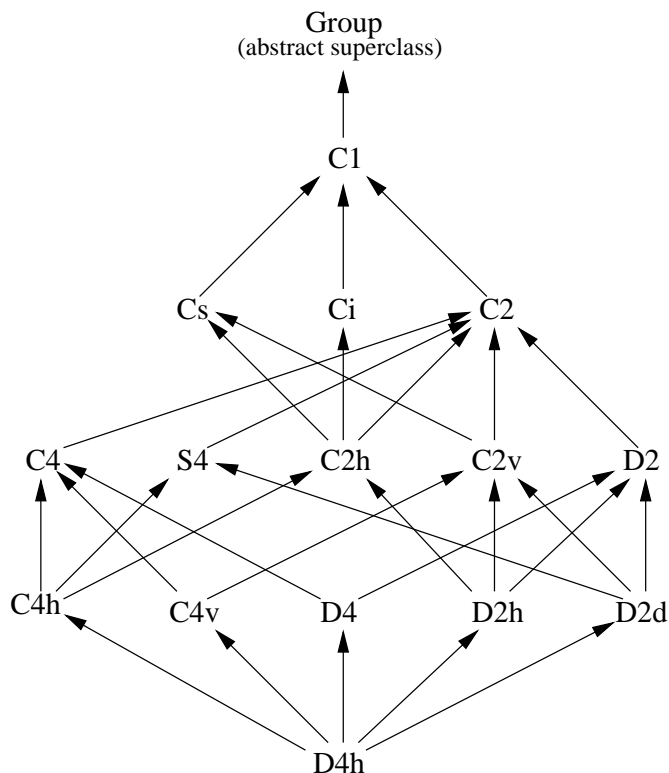 Group
(abstract superclass)
C1
Cs Ci C2
C4 S4 C2h C2v D2
C4h C4v D4 D2h D2d
D4h